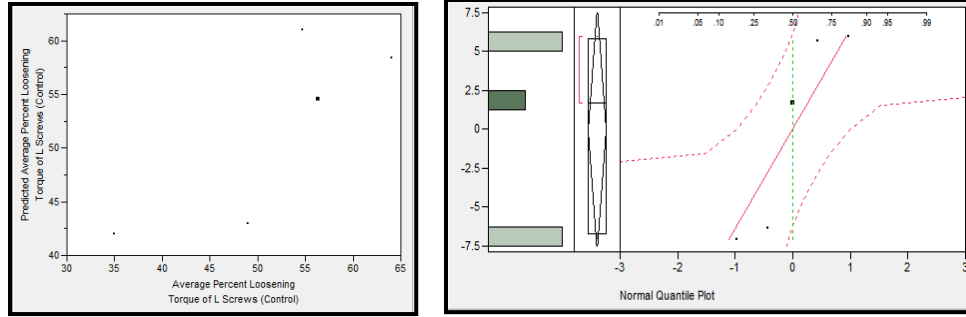 60
55
50
45
40
30 35 40 45 50 55 60 65
Predicted Average Percent Loosening
Torque of L Screws (Control)
Average Percent Loosening
Torque of L Screws (Control)
7.5
5
2.5
0
-2.5
-5
-7.5
.01 .05 .10 .25 .50 .75 .90 .95 .99
-3 -2 -1 0 1 2 3
Normal Quantile Plot